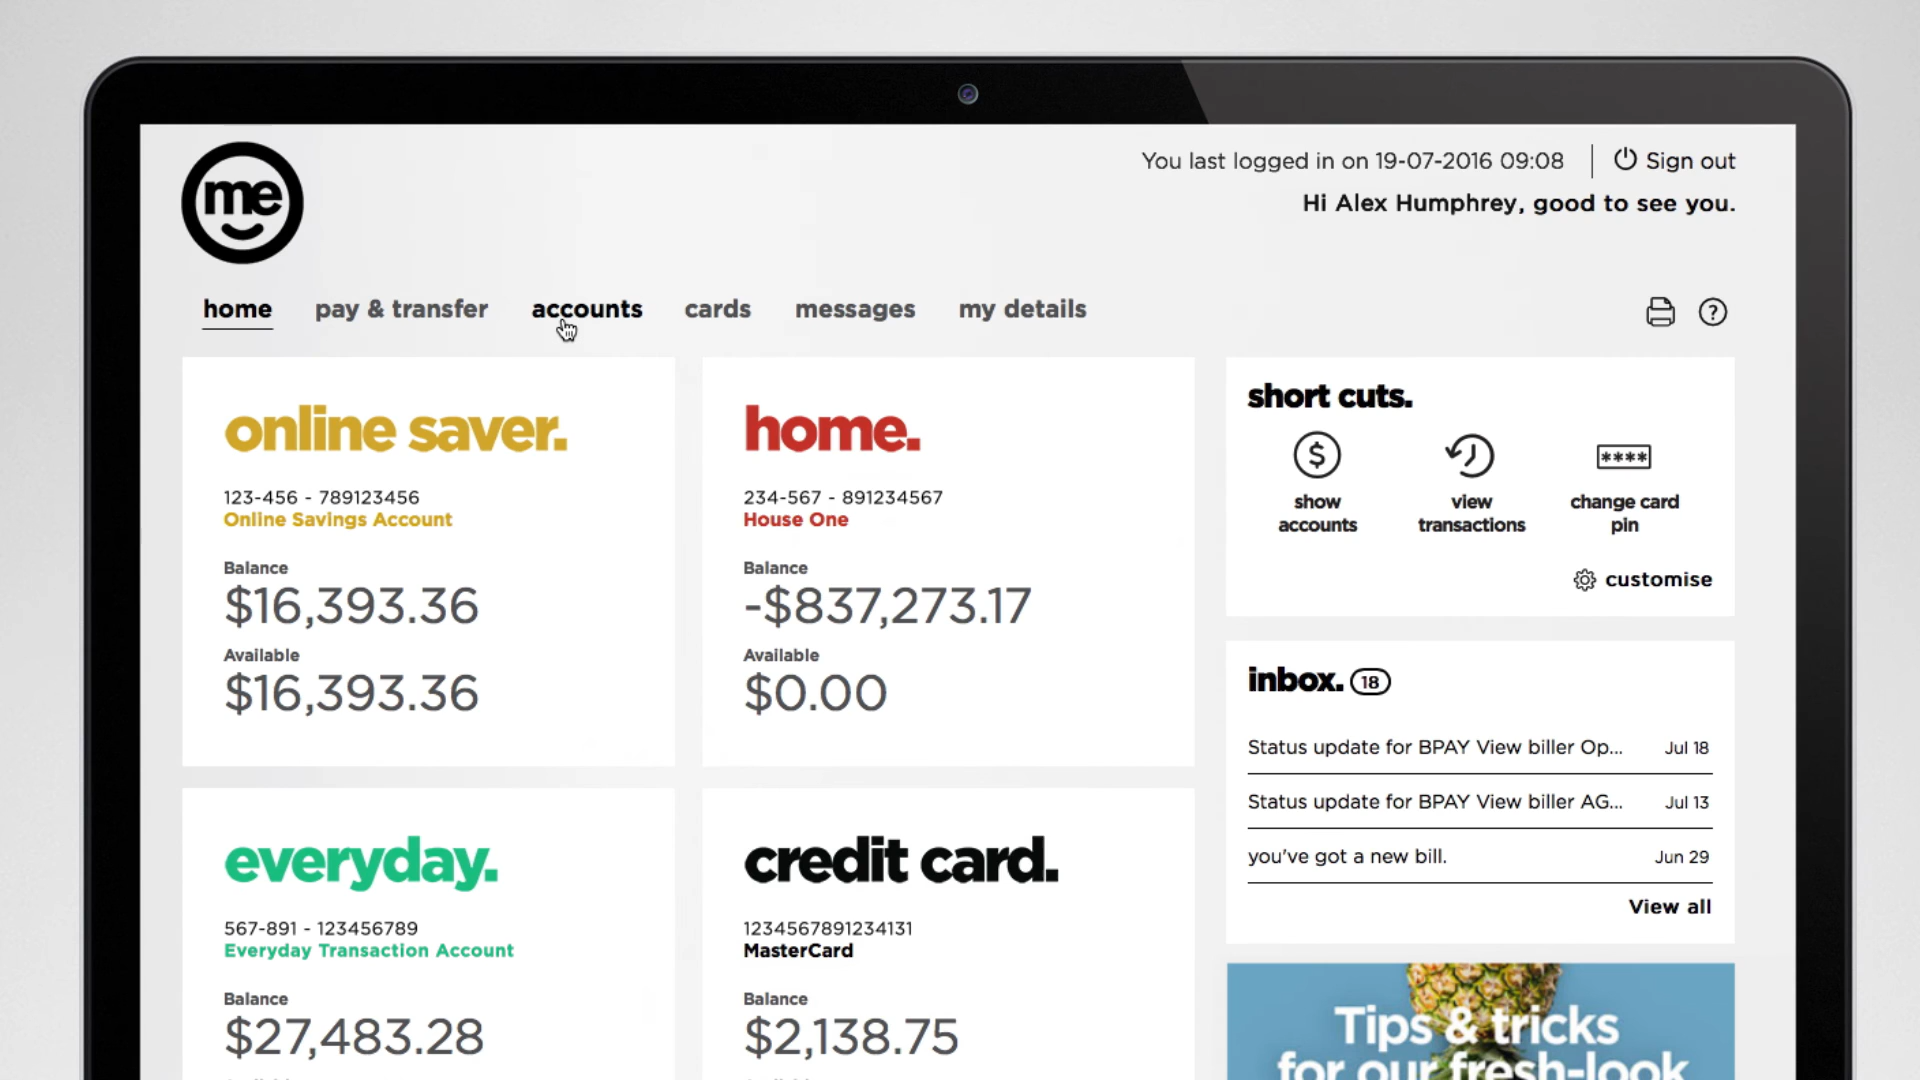 me
You last logged in on 19-07-2016 09:08
Sign out
Hi Alex Humphrey, good to see you.
home
pay & transfer
accounts
cards
messages
my details
?
online saver.
123-456 - 789123456
Online Savings Account
Balance
$16,393.36
Available
$16,393.36
home.
234-567 - 891234567
House One
Balance
-$837,273.17
Available
$0.00
short cuts.
$
show
accounts
view
transactions
****
change card
pin
customise
inbox. 18
Status update for BPAY View biller Op... Jul 18
Status update for BPAY View biller AG... Jul 13
you've got a new bill. Jun 29
View all
everyday.
567-891 - 123456789
Everyday Transaction Account
Balance
$27,483.28
credit card.
1234567891234131
MasterCard
Balance
$2,138.75
Tips & tricks
for our fresh-look